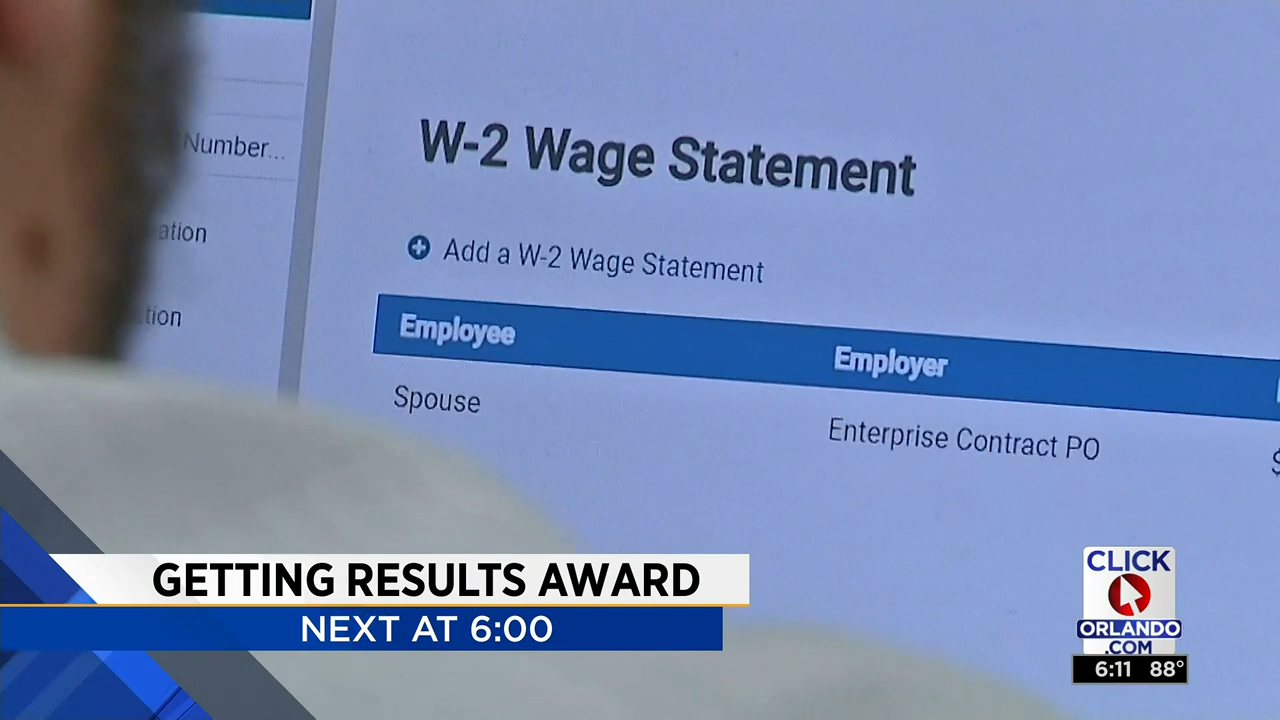 Number...
ation
tion
W-2 Wage Statement
Add a W-2 Wage Statement
Employee Employer
Spouse Enterprise Contract PO
$
GETTING RESULTS AWARD
NEXT AT 6:00
CLICK
ORLANDO
.COM
6:11 88°